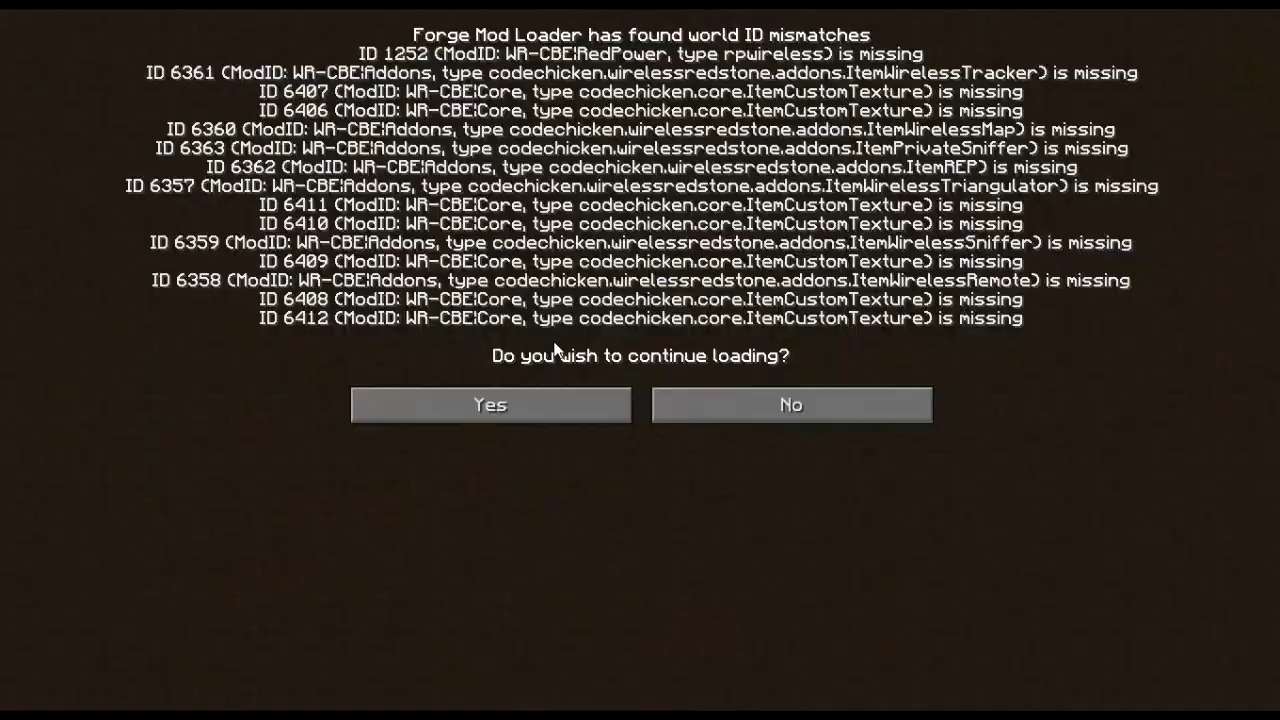 Forge Mod Loader has found world ID mismatches
ID 1252 (ModID: WR-CBE|RedPower, type rpwireless) is missing
ID 6361 (ModID: WR-CBE|Addons, type codechicken.wirelessredstone.addons.ItemWirelessTracker) is missing
ID 6407 (ModID: WR-CBE|Core, type codechicken.core.ItemCustomTexture) is missing
ID 6406 (ModID: WR-CBE|Core, type codechicken.core.ItemCustomTexture) is missing
ID 6360 (ModID: WR-CBE|Addons, type codechicken.wirelessredstone.addons.ItemWirelessMap) is missing
ID 6363 (ModID: WR-CBE|Addons, type codechicken.wirelessredstone.addons.ItemPrivateSniffer) is missing
ID 6362 (ModID: WR-CBE|Addons, type codechicken.wirelessredstone.addons.ItemREP) is missing
ID 6357 (ModID: WR-CBE|Addons, type codechicken.wirelessredstone.addons.ItemWirelessTriangulator) is missing
ID 6411 (ModID: WR-CBE|Core, type codechicken.core.ItemCustomTexture) is missing
ID 6410 (ModID: WR-CBE|Core, type codechicken.core.ItemCustomTexture) is missing
ID 6359 (ModID: WR-CBE|Addons, type codechicken.wirelessredstone.addons.ItemWirelessSniffer) is missing
ID 6409 (ModID: WR-CBE|Core, type codechicken.core.ItemCustomTexture) is missing
ID 6358 (ModID: WR-CBE|Addons, type codechicken.wirelessredstone.addons.ItemWirelessRemote) is missing
ID 6408 (ModID: WR-CBE|Core, type codechicken.core.ItemCustomTexture) is missing
ID 6412 (ModID: WR-CBE|Core, type codechicken.core.ItemCustomTexture) is missing
Do you wish to continue loading?
Yes
No